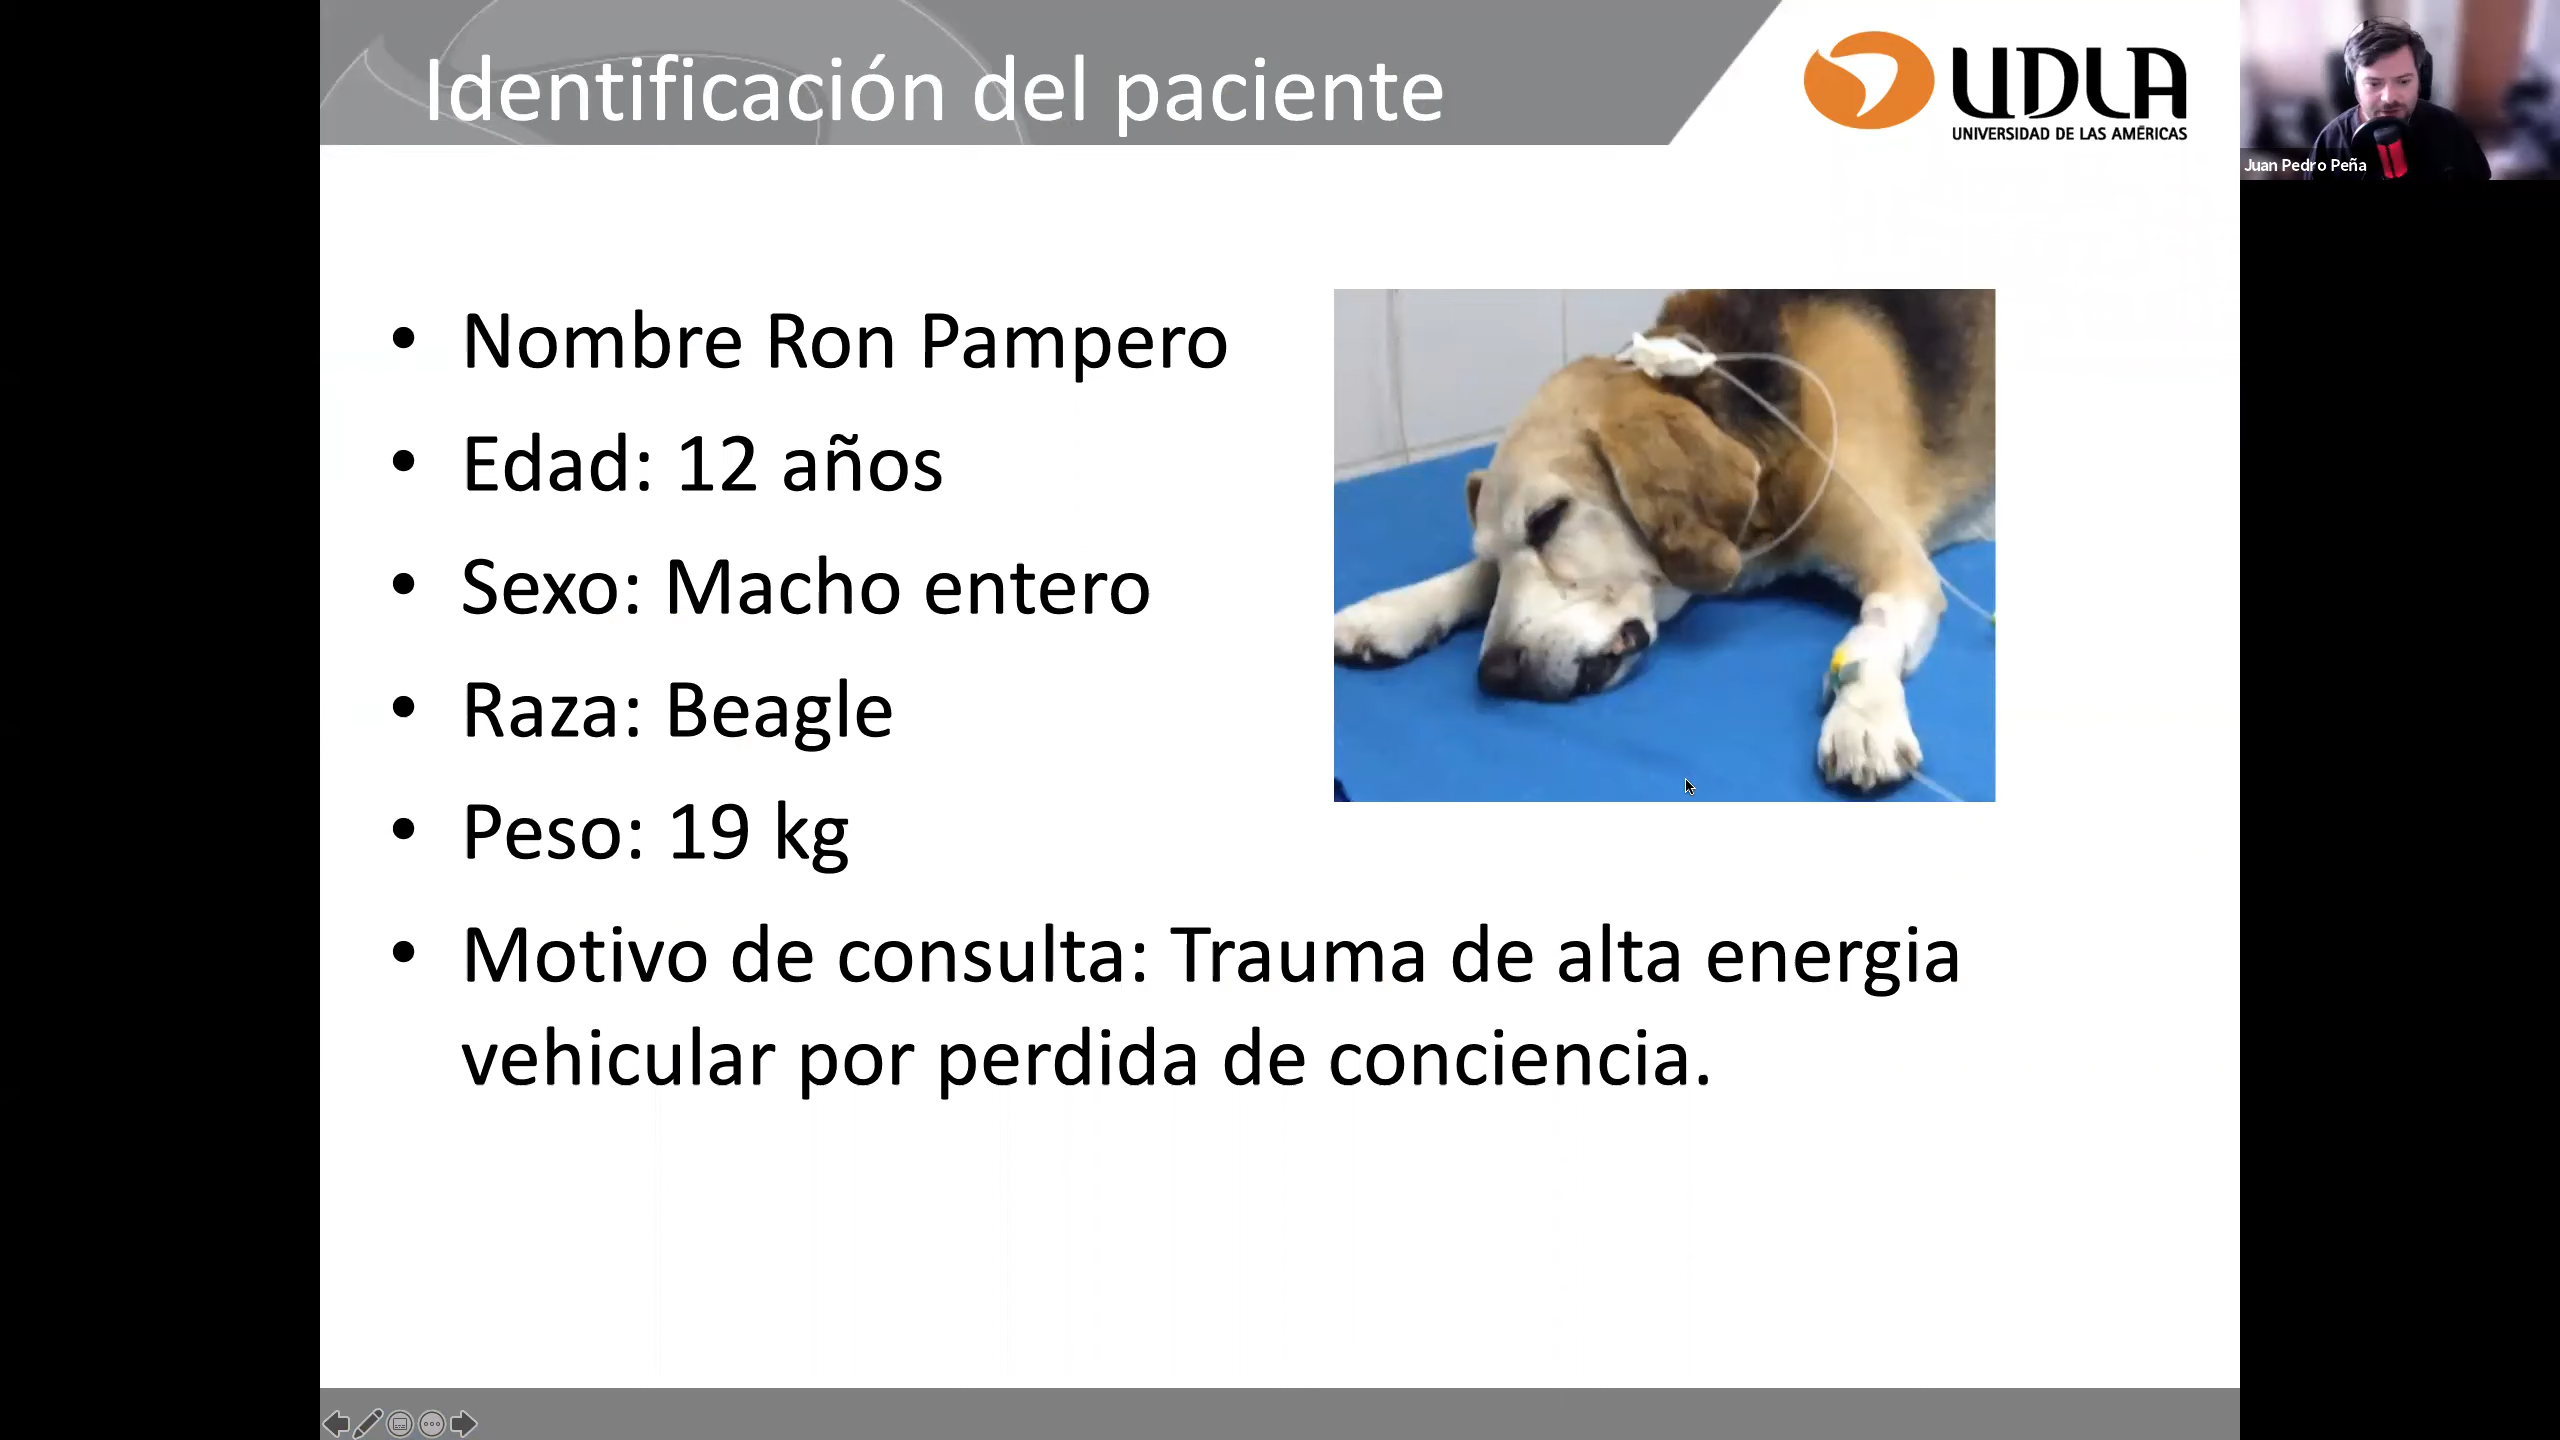 Identificación del paciente
UDLA
UNIVERSIDAD DE LAS AMÉRICAS
Juan Pedro Peña
• Nombre Ron Pampero
• Edad: 12 años
• Sexo: Macho entero
• Raza: Beagle
• Peso: 19 kg
• Motivo de consulta: Trauma de alta energia
vehicular por perdida de conciencia.